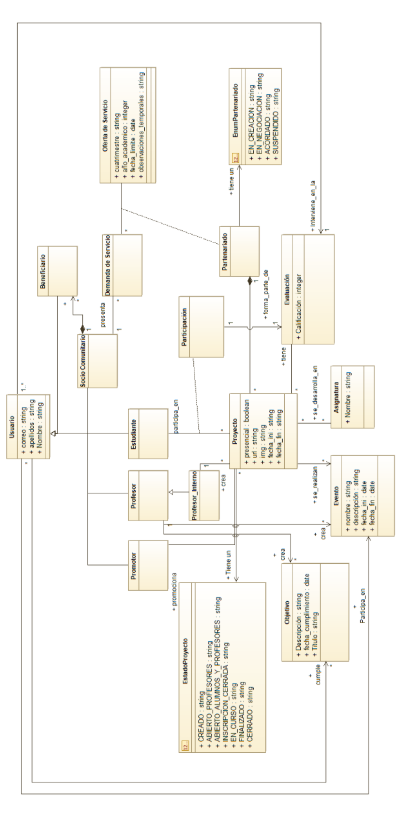 Usuario
+ correo : string
+ apelidos : string
+ Nombre : string
1..*
*
Beneficiario
Socio Comunitario
presenta
1
Demanda de Servicio
*
Oferta de Servicio
+ cuatrimestre : string
+ año_academico : integer
+ fecha_limite : date
+ observaciones_temporales : string
Promotor
Profesor
Profesor_Interno
Estudiante
participa_en
Participación
Partenariado
+ tiene un
EnumPartenariado
+ EN_CREACION : string
+ EN_NEGOCIACION : string
+ ACORDADO : string
+ SUSPENDIDO : string
+ promociona
+ crea
+ forma_parte_de
EstadoProyecto
+ CREADO : string
+ ABIERTO_PROFESORES : string
+ ABIERTO_ALUMNOS_Y_PROFESORES : string
+ INSCRIPCION_CERRADA : string
+ EN_CURSO : string
+ FINALIZADO : string
+ CERRADO : string
+ Tiene un
Proyecto
+ presencial : boolean
+ url : string
+ img : string
+ fecha_ini : string
+ fecha_fin : string
+ tiene
Evaluación
+ Calificación : integer
+ interviene_en_la
+ se_desarrolla_en
Asignatura
+ Nombre : string
+ se_realizan
+ crea
Evento
+ nombre : string
+ descripción : string
+ fecha_ini : date
+ fecha_fin : date
+ crea
Objetivo
+ Descripción : string
+ fecha_cumplimiento : date
+ Titulo : string
+ cumple
+ Participa_en